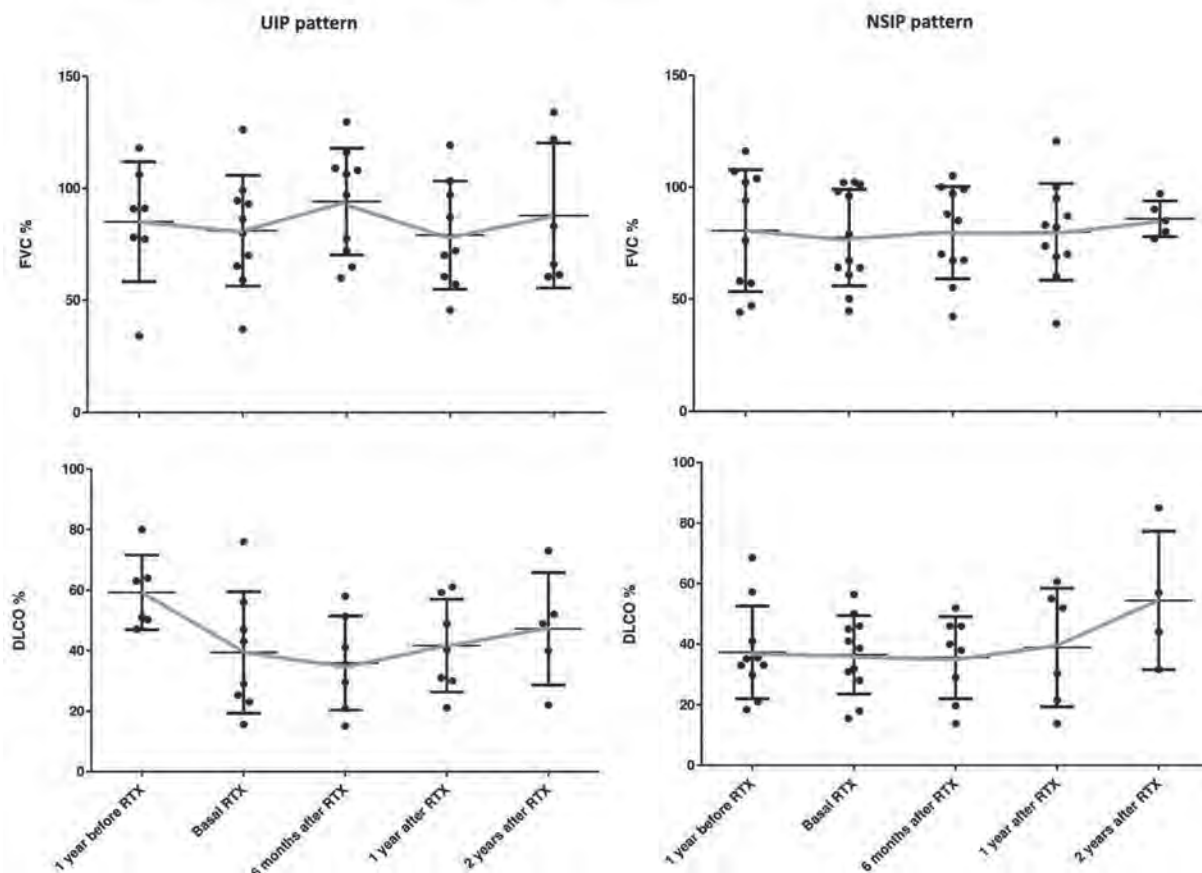 UIP pattern
NSIP pattern
150
100
50
0
FVC %
150
100
50
0
FVC %
100
80
60
40
20
0
DLCO %
100
80
60
40
20
0
DLCO %
1 year before RTX
Basal RTX
6 months after RTX
1 year after RTX
2 years after RTX
1 year before RTX
Basal RTX
6 months after RTX
1 year after RTX
2 years after RTX